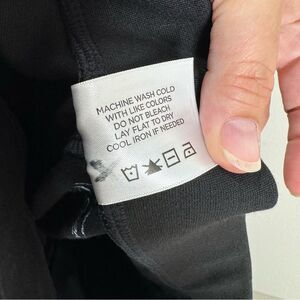 MACHINE WASH COLD
WITH LIKE COLORS
DO NOT BLEACH
LAY FLAT TO DRY
COOL IRON IF NEEDED